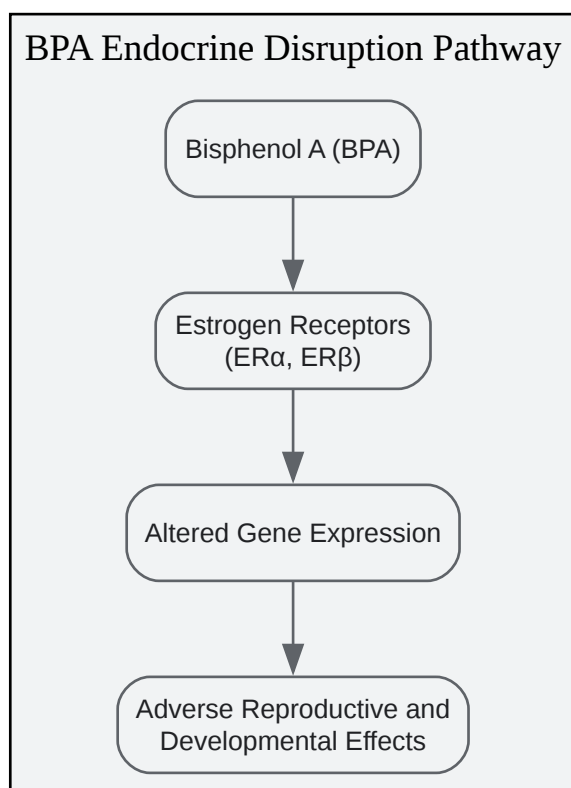 BPA Endocrine Disruption Pathway
Bisphenol A (BPA)
Estrogen Receptors
(ERα, ERβ)
Altered Gene Expression
Adverse Reproductive and
Developmental Effects